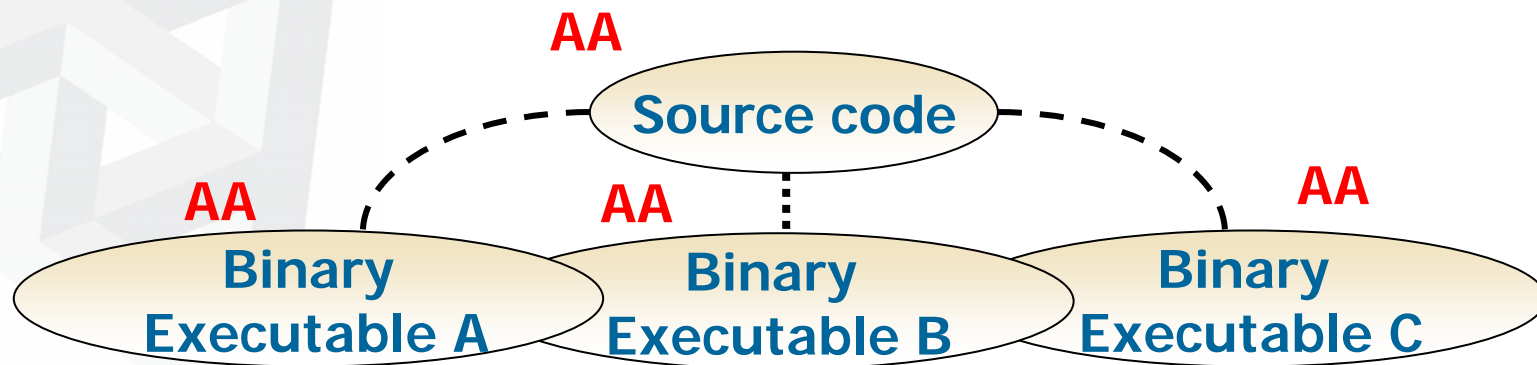 AA
Source code
AA
AA
AA
Binary
Executable A
Binary
Executable B
Binary
Executable C